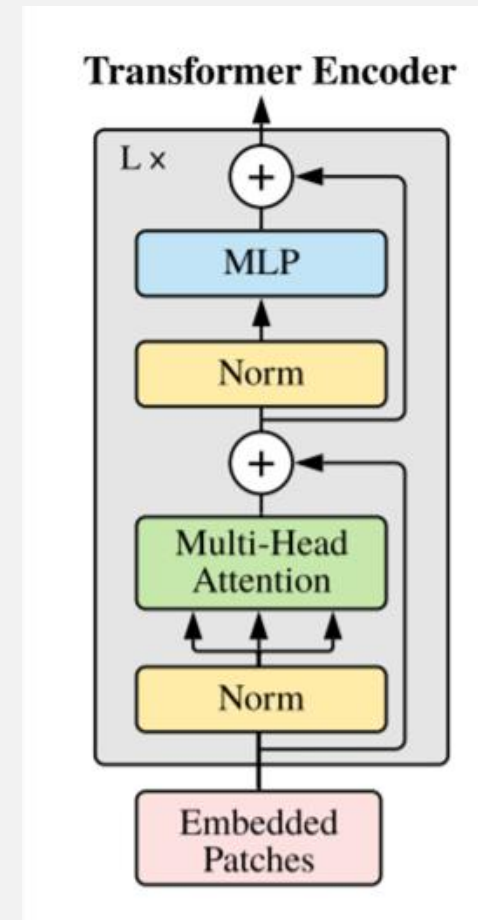 Transformer Encoder
L ×
+
MLP
Norm
+
Multi-Head
Attention
Norm
Embedded
Patches